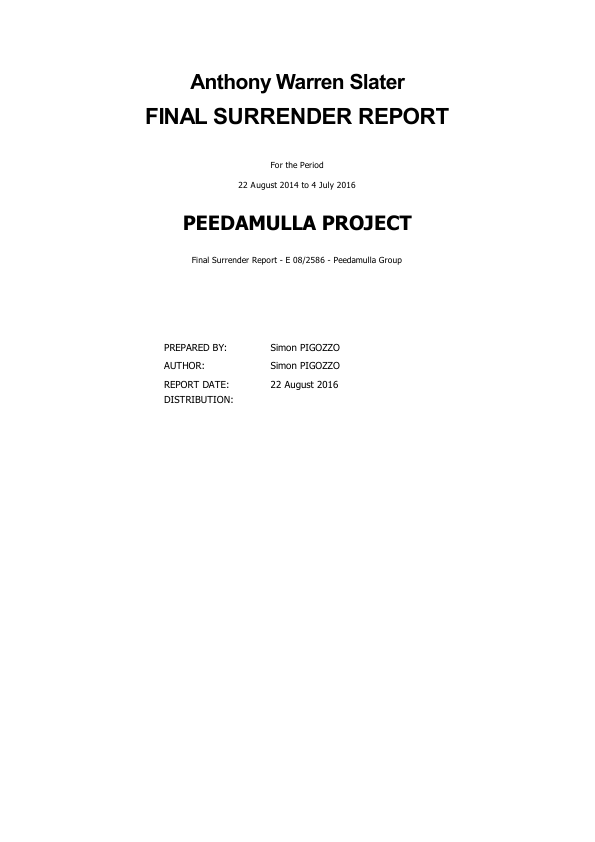 Anthony Warren Slater
FINAL SURRENDER REPORT
For the Period
22 August 2014 to 4 July 2016
PEEDAMULLA PROJECT
Final Surrender Report - E 08/2586 - Peedamulla Group
PREPARED BY: Simon PIGOZZO
AUTHOR: Simon PIGOZZO
REPORT DATE: 22 August 2016
DISTRIBUTION: